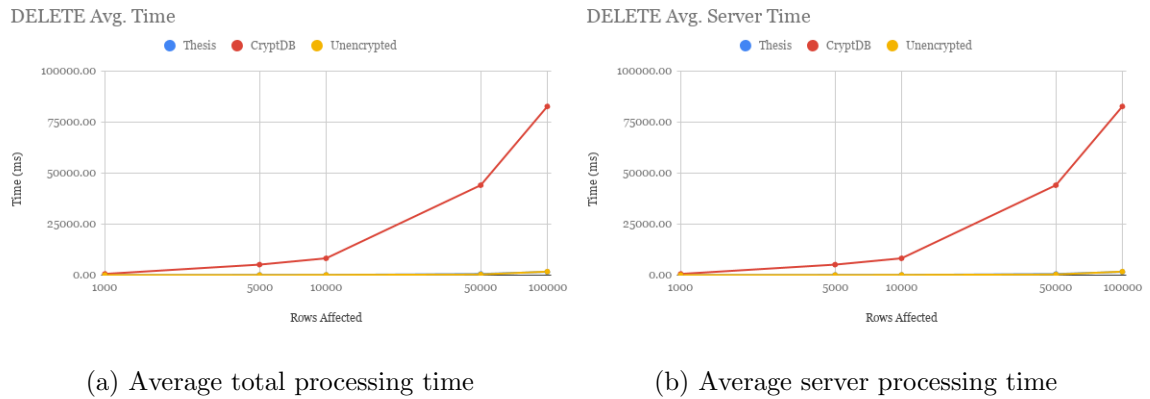 DELETE Avg. Time
Thesis CryptDB Unencrypted
100000.00
75000.00
50000.00
25000.00
0.00
Time (ms)
1000 5000 10000 50000 100000
Rows Affected
(a) Average total processing time
DELETE Avg. Server Time
Thesis CryptDB Unencrypted
100000.00
75000.00
50000.00
25000.00
0.00
Time (ms)
1000 5000 10000 50000 100000
Rows Affected
(b) Average server processing time